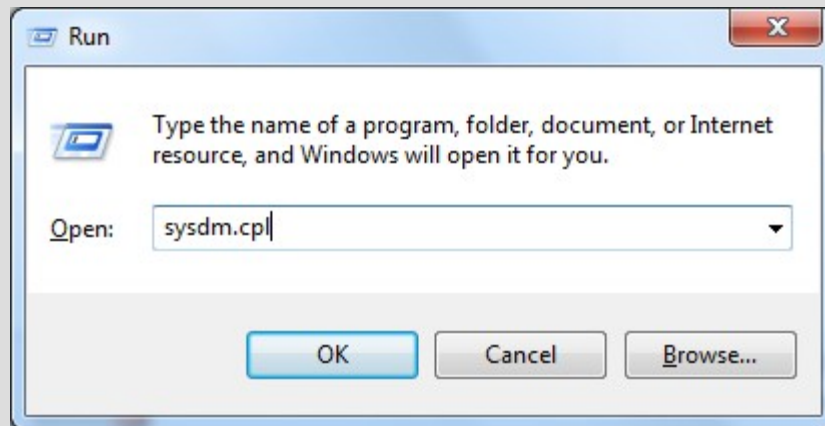 Run
Type the name of a program, folder, document, or Internet
resource, and Windows will open it for you.
Open: sysdm.cpl
OK Cancel Browse...